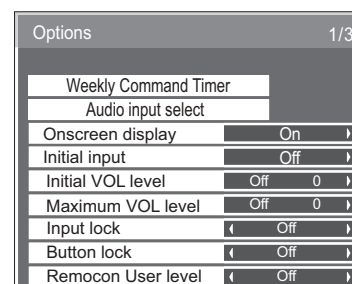 Options 1/3
Weekly Command Timer
Audio input select
Onscreen display On
Initial input Off
Initial VOL level Off 0
Maximum VOL level Off 0
Input lock Off
Button lock Off
Remocon User level Off